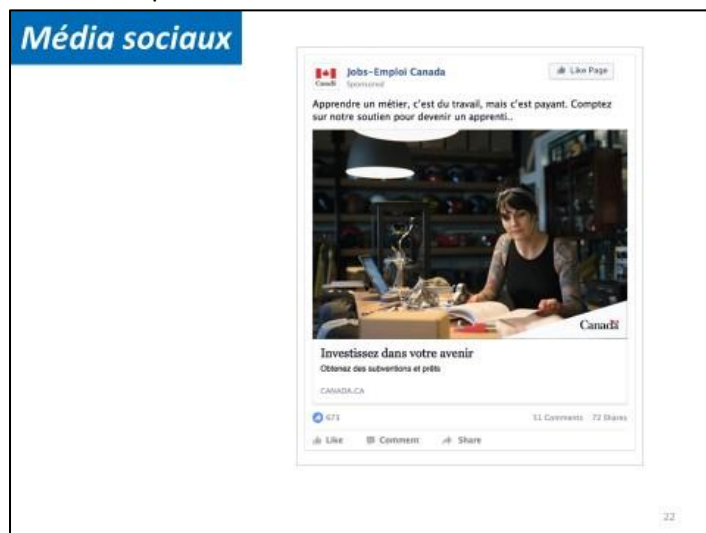 Média sociaux
Jobs-Emploi Canada
Like Page
Canada
Sponsored
Apprendre un métier, c'est du travail, mais c'est payant. Comptez
sur notre soutien pour devenir un apprenti..
Canada
Investissez dans votre avenir
Obtenez des subventions et prêts
CANADA.CA
671
51 Comments 72 Shares
Like Comment Share
22